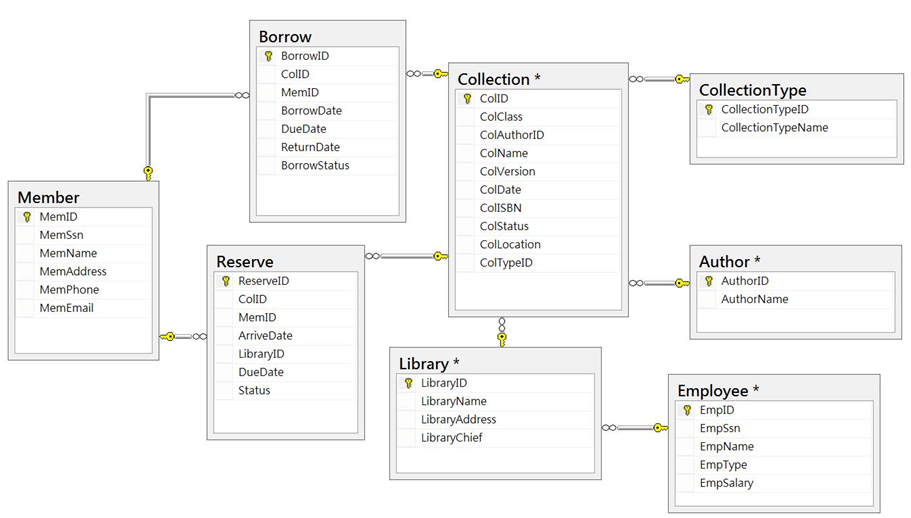 Borrow
BorrowID
ColID
MemID
BorrowDate
DueDate
ReturnDate
BorrowStatus
Collection *
ColID
ColClass
ColAuthorID
ColName
ColVersion
ColDate
ColISBN
ColStatus
ColLocation
ColTypeID
CollectionType
CollectionTypeID
CollectionTypeName
Member
MemID
MemSsn
MemName
MemAddress
MemPhone
MemEmail
Reserve
ReserveID
ColID
MemID
ArriveDate
LibraryID
DueDate
Status
Author *
AuthorID
AuthorName
Library *
LibraryID
LibraryName
LibraryAddress
LibraryChief
Employee *
EmpID
EmpSsn
EmpName
EmpType
EmpSalary